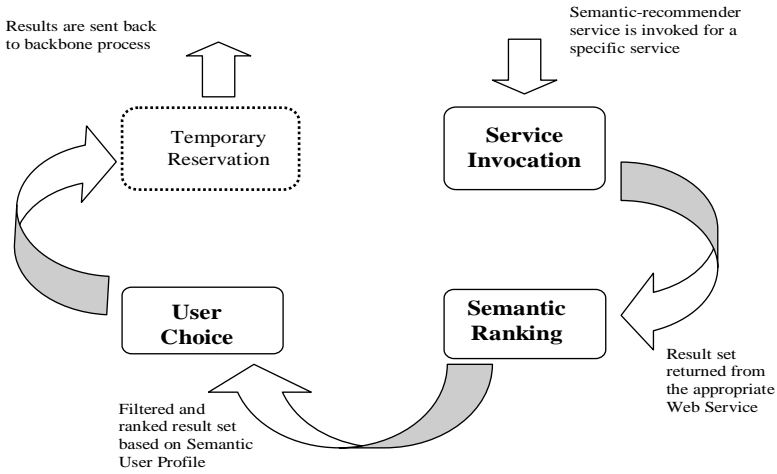 Results are sent back
to backbone process
Semantic-recommender
service is invoked for a
specific service
Temporary
Reservation
Service
Invocation
User
Choice
Semantic
Ranking
Result set
returned from
the appropriate
Web Service
Filtered and
ranked result set
based on Semantic
User Profile